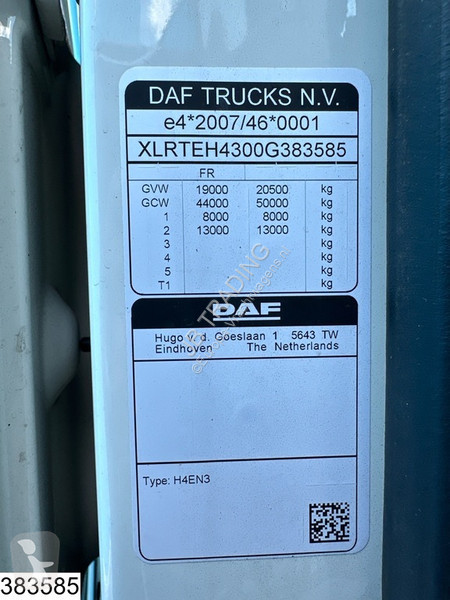 DAF TRUCKS N.V.
e4*2007/46*0001
XLRTEH4300G383585
FR
GVW 19000 20500 kg
GCW 44000 50000 kg
1 8000 8000 kg
2 13000 13000 kg
3 kg
4 kg
5 kg
T1 kg
DAF
Hugo v.d. Goeslaan 1 5643 TW
Eindhoven The Netherlands
Type: H4EN3
383585